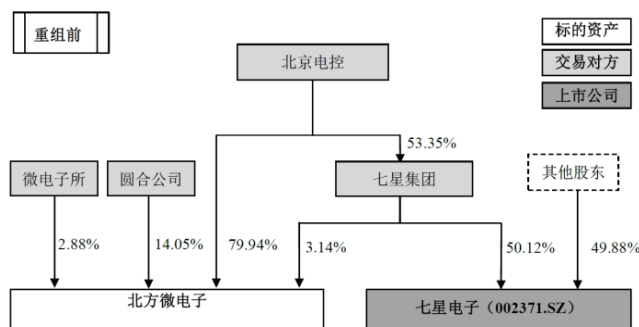 重组前
标的资产
交易对方
上市公司
北京电控
53.35%
微电子所
圆合公司
七星集团
其他股东
2.88%
14.05%
79.94%
3.14%
50.12%
49.88%
北方微电子
七星电子（002371.SZ）